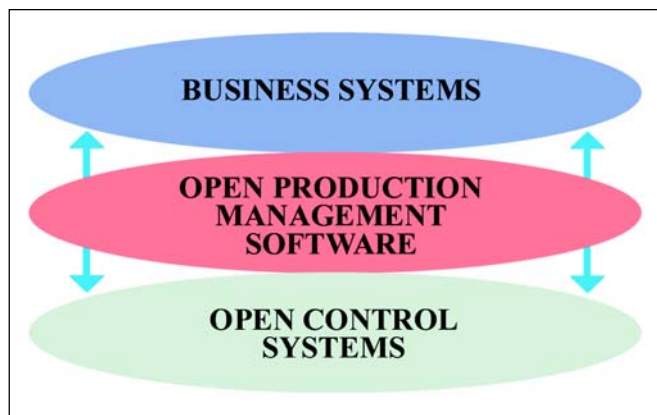 BUSINESS SYSTEMS
OPEN PRODUCTION
MANAGEMENT
SOFTWARE
OPEN CONTROL
SYSTEMS